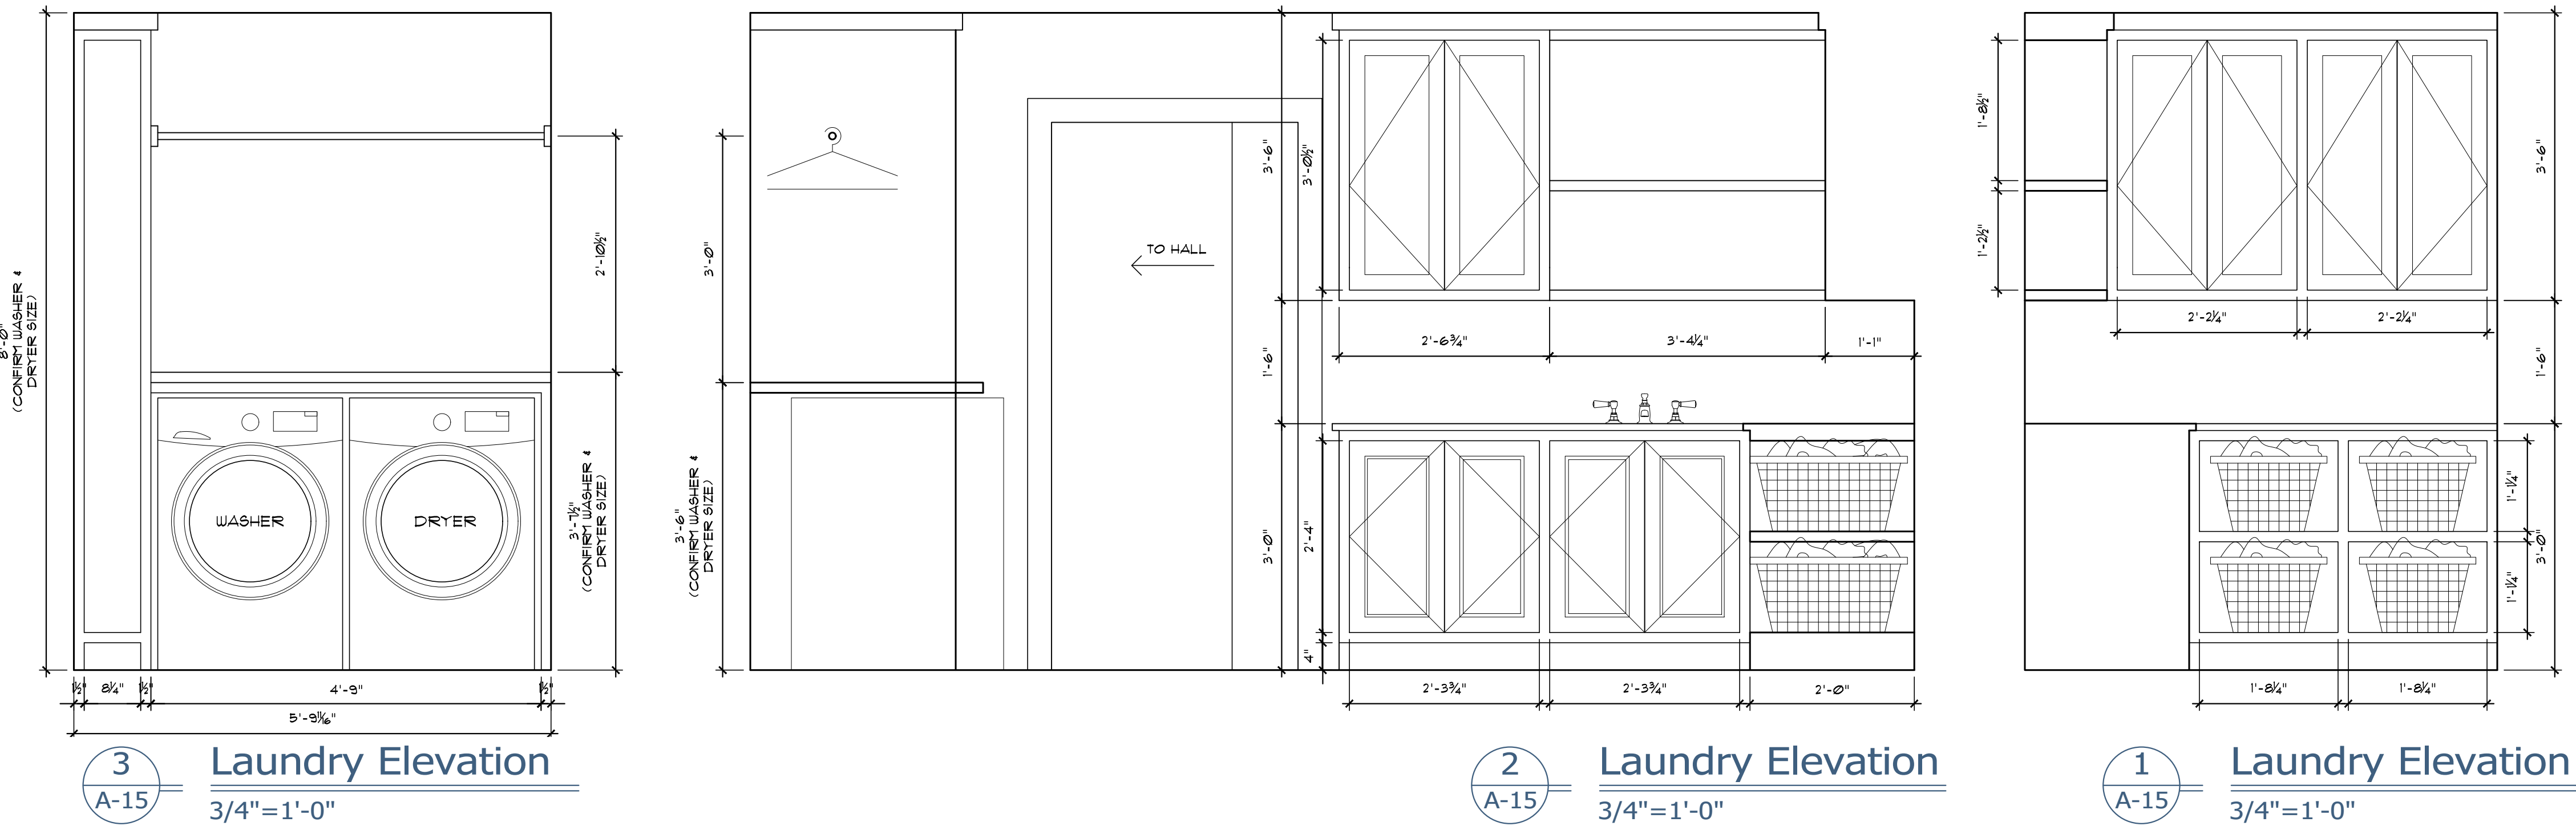 8'-0"
(CONFIRM WASHER &
DRYER SIZE)
2'-10½"
3'-7½"
(CONFIRM WASHER &
DRYER SIZE)
WASHER
DRYER
1½"
8¼"
1½"
4'-9"
1½"
5'-9 1/16"
3
A-15
Laundry Elevation
3/4"=1'-0"
3'-0"
3'-6"
(CONFIRM WASHER &
DRYER SIZE)
TO HALL
3'-6"
3'-0½"
1'-6"
3'-0"
2'-4"
4"
2'-6¾"
3'-4¼"
1'-1"
2'-3¾"
2'-3¾"
2'-0"
2
A-15
Laundry Elevation
3/4"=1'-0"
1'-8½"
1'-2½"
2'-2¼"
2'-2¼"
3'-6"
1'-6"
1'-1¼"
1'-1¼"
3'-0"
1'-8¼"
1'-8¼"
1
A-15
Laundry Elevation
3/4"=1'-0"